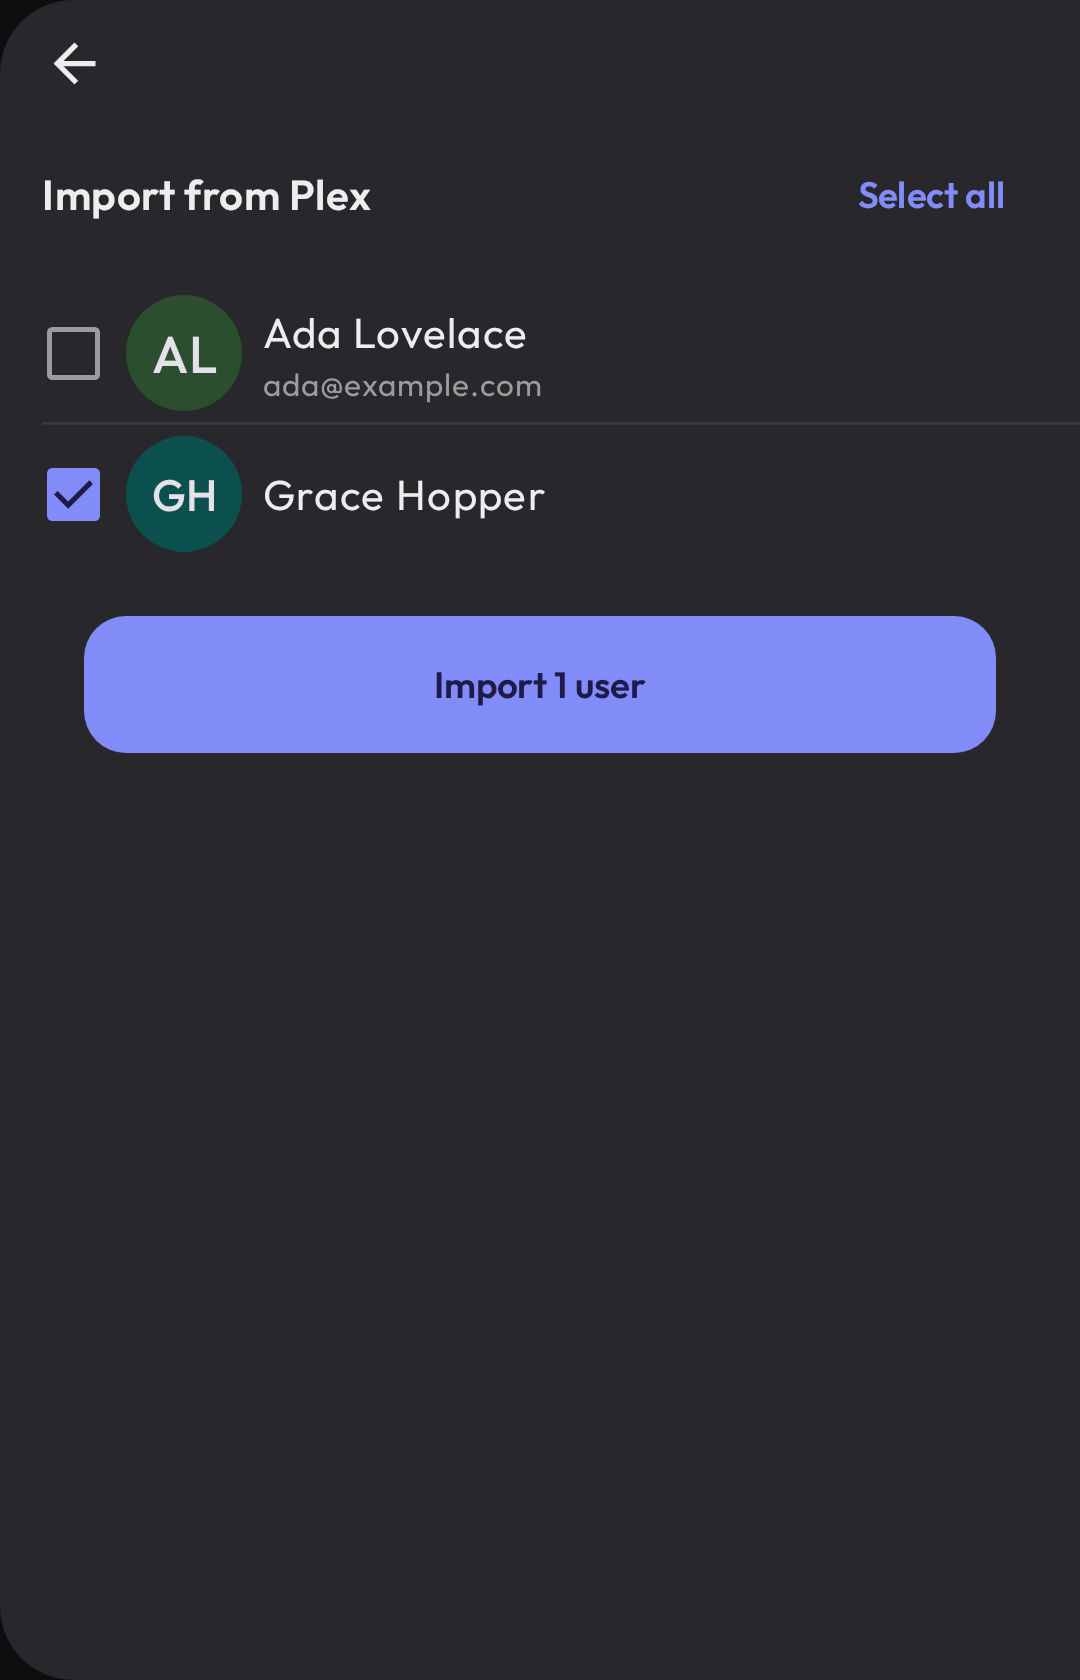 Import from Plex
Select all
AL
Ada Lovelace
ada@example.com
GH
Grace Hopper
Import 1 user